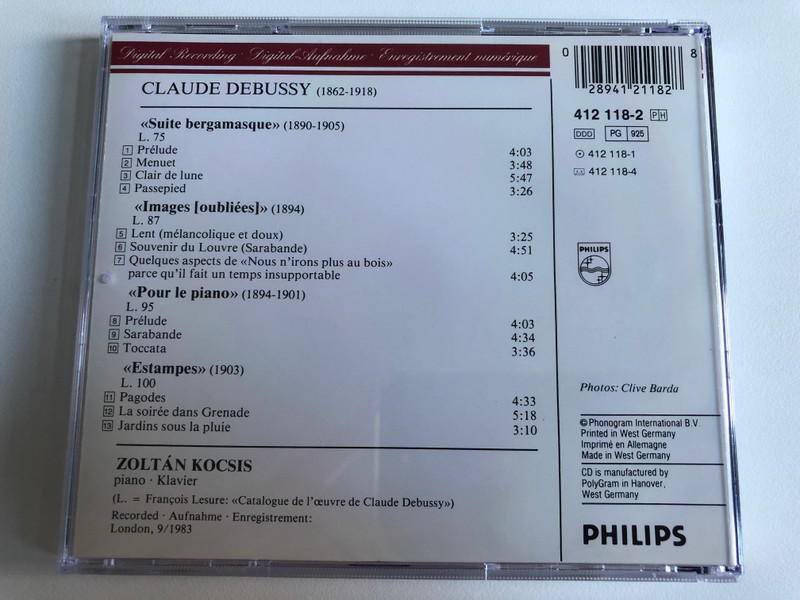 Digital Recording · Digital-Aufnahme · Enregistrement numérique
CLAUDE DEBUSSY (1862-1918)
«Suite bergamasque» (1890-1905)
L. 75
1 Prélude 4:03
2 Menuet 3:48
3 Clair de lune 5:47
4 Passepied 3:26
«Images [oubliées]» (1894)
L. 87
5 Lent (mélancolique et doux) 3:25
6 Souvenir du Louvre (Sarabande) 4:51
7 Quelques aspects de «Nous n'irons plus au bois»
parce qu'il fait un temps insupportable 4:05
«Pour le piano» (1894-1901)
L. 95
8 Prélude 4:03
9 Sarabande 4:34
10 Toccata 3:36
«Estampes» (1903)
L. 100
11 Pagodes 4:33
12 La soirée dans Grenade 5:18
13 Jardins sous la pluie 3:10
ZOLTÁN KOCSIS
piano · Klavier
(L. = François Lesure: «Catalogue de l'œuvre de Claude Debussy»)
Recorded · Aufnahme · Enregistrement:
London, 9/1983
0 28941 21182 8
412 118-2 PH
DDD PG 925
412 118-1
412 118-4
PHILIPS
Photos: Clive Barda
© Phonogram International B.V.
Printed in West Germany
Imprimé en Allemagne
Made in West Germany
CD is manufactured by
PolyGram in Hanover,
West Germany
PHILIPS